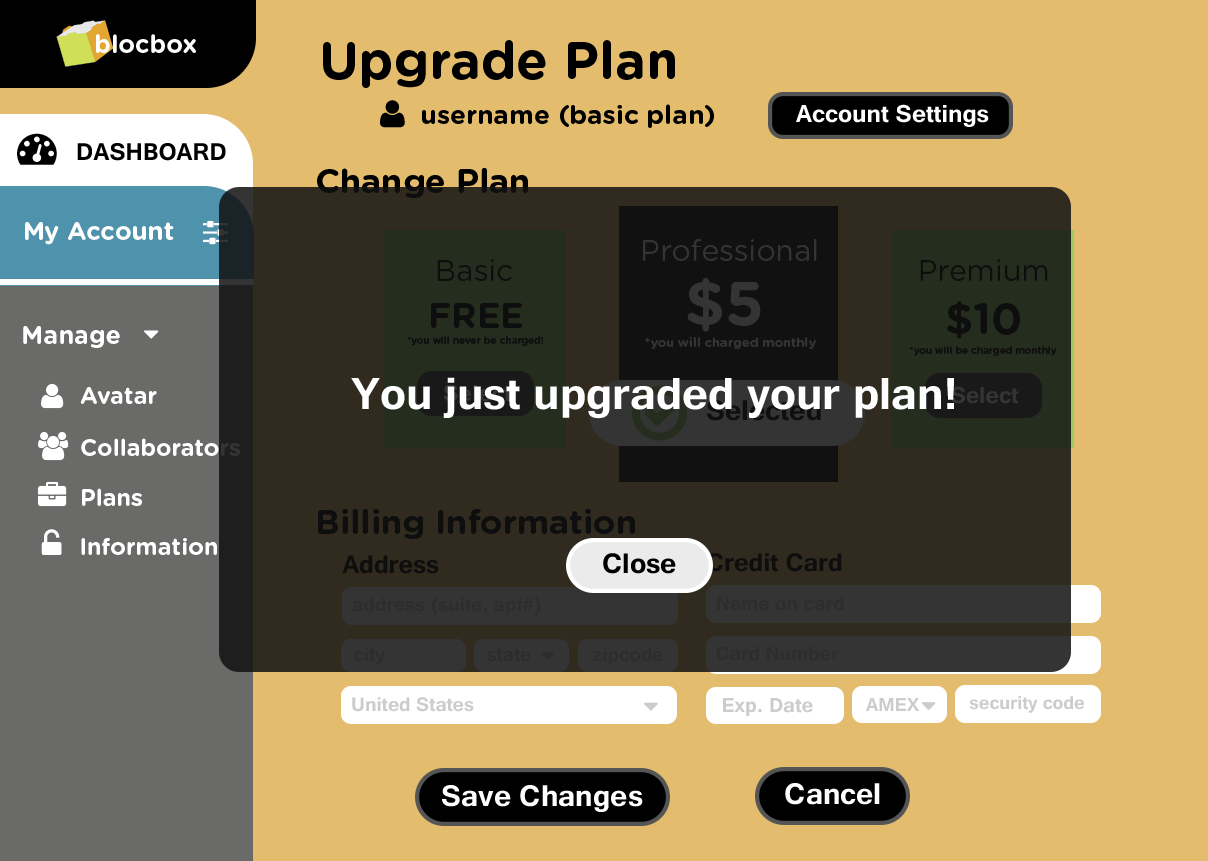 blocbox
Upgrade Plan
username (basic plan)
Account Settings
DASHBOARD
My Account
Manage
Avatar
Collaborators
Plans
Information
Change Plan
Basic
FREE
*you will never be charged!
Professional
$5
*you will charged monthly
Selected
Premium
$10
*you will be charged monthly
Select
You just upgraded your plan!
Close
Billing Information
Address
address (suite, apt#)
city
state
zipcode
United States
Credit Card
Name on card
Card Number
Exp. Date
AMEX
security code
Save Changes
Cancel